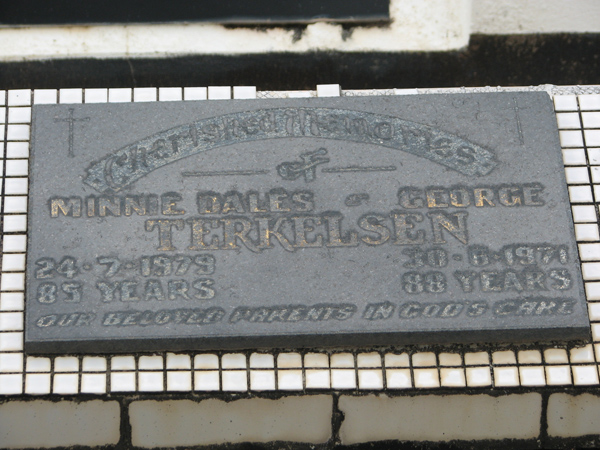 Cherished Memories
OF
MINNIE DALES & GEORGE
TERKELSEN
24-7-1979 30-6-1971
85 YEARS 88 YEARS
OUR BELOVED PARENTS IN GOD'S CARE